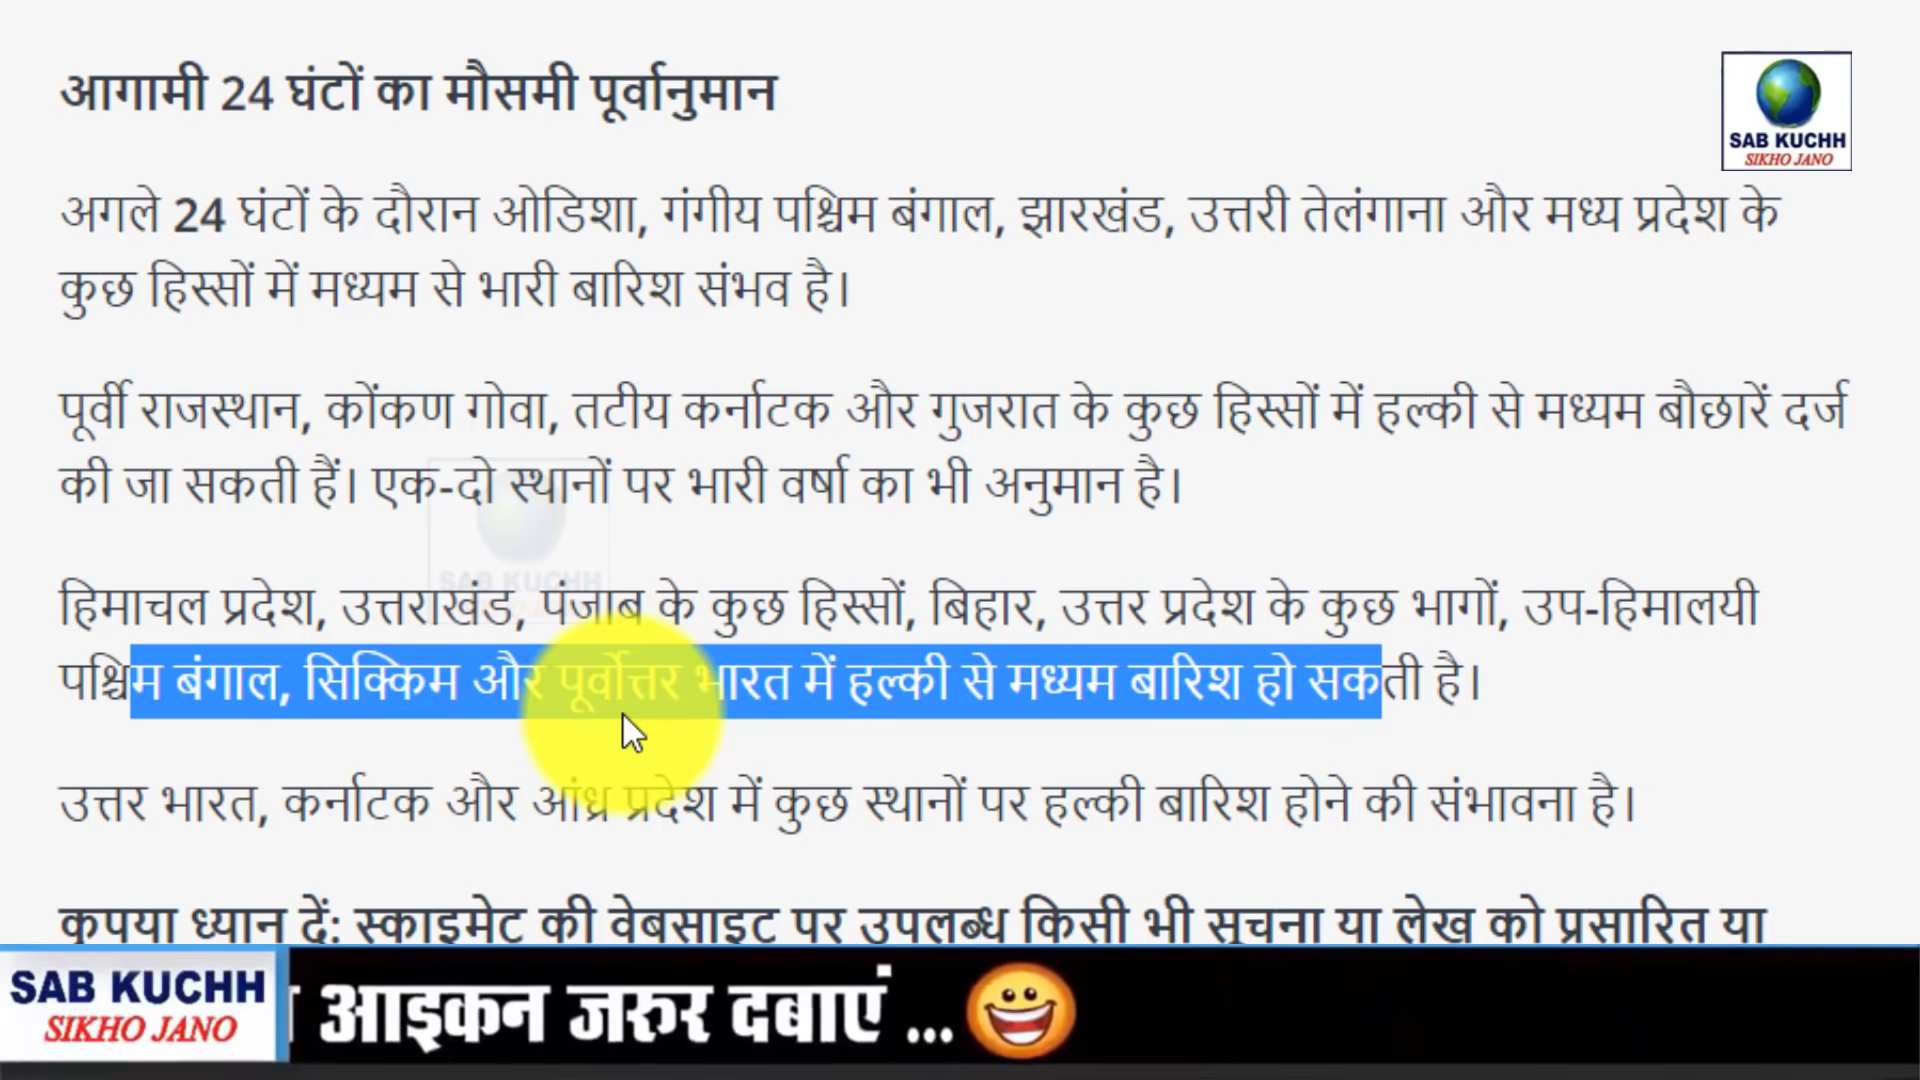 आगामी 24 घंटों का मौसमी पूर्वानुमान
SAB KUCHH
SIKHO JANO
अगले 24 घंटों के दौरान ओडिशा, गंगीय पश्चिम बंगाल, झारखंड, उत्तरी तेलंगाना और मध्य प्रदेश के
कुछ हिस्सों में मध्यम से भारी बारिश संभव है।
पूर्वी राजस्थान, कोंकण गोवा, तटीय कर्नाटक और गुजरात के कुछ हिस्सों में हल्की से मध्यम बौछारें दर्ज
की जा सकती हैं। एक-दो स्थानों पर भारी वर्षा का भी अनुमान है।
SAB KUCHH
हिमाचल प्रदेश, उत्तराखंड, पंजाब के कुछ हिस्सों, बिहार, उत्तर प्रदेश के कुछ भागों, उप-हिमालयी
पश्चिम बंगाल, सिक्किम और पूर्वोत्तर भारत में हल्की से मध्यम बारिश हो सकती है।
उत्तर भारत, कर्नाटक और आंध्र प्रदेश में कुछ स्थानों पर हल्की बारिश होने की संभावना है।
कृपया ध्यान दें: स्काइमेट की वेबसाइट पर उपलब्ध किसी भी सूचना या लेख को प्रसारित या
SAB KUCHH
SIKHO JANO
आइकन जरुर दबाएं ...